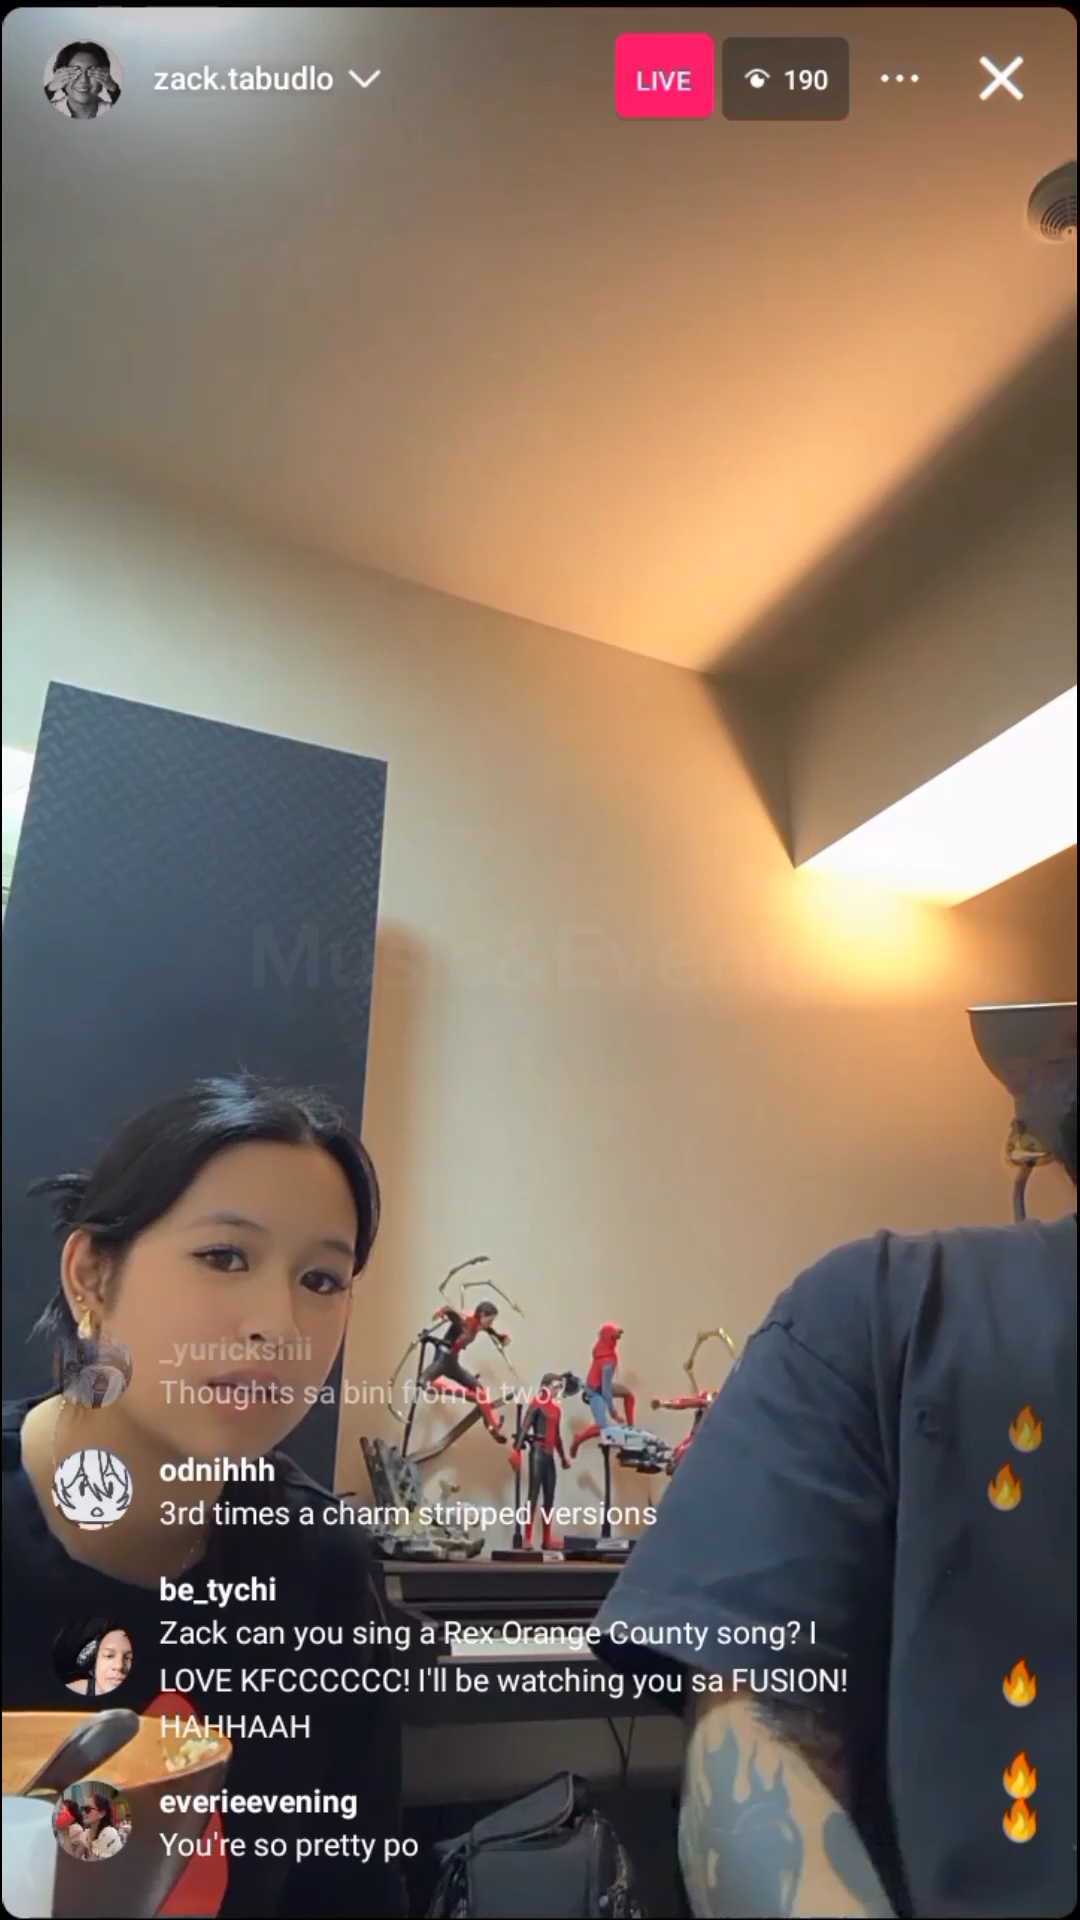 zack.tabudlo
LIVE
190
Music&Event
_yurickshii
Thoughts sa bini from u two?
odnihhh
3rd times a charm stripped versions
be_tychi
Zack can you sing a Rex Orange County song? I
LOVE KFCCCCCC! I'll be watching you sa FUSION!
HAHHAAH
everieevening
You're so pretty po